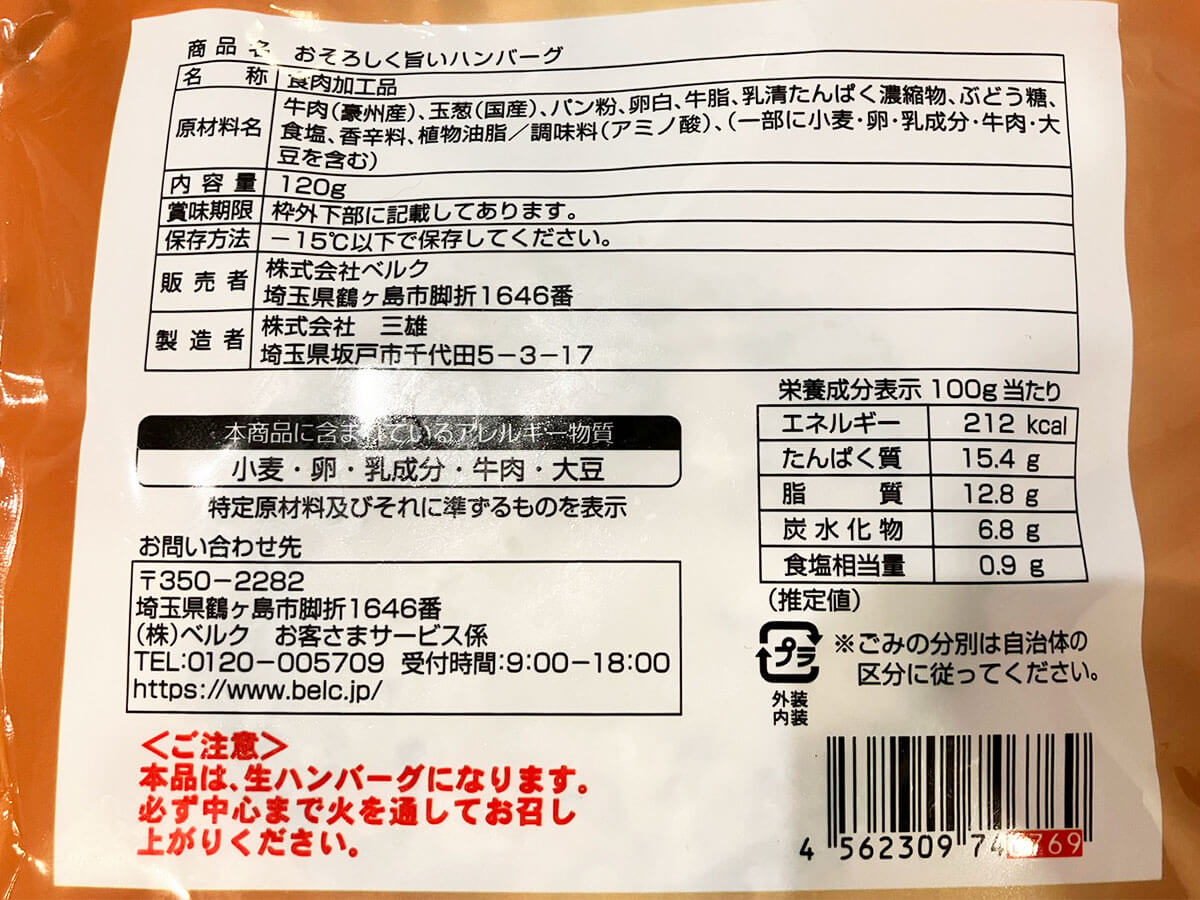 商品名 おそろしく旨いハンバーグ
名称 食肉加工品
原材料名 牛肉(豪州産)、玉葱(国産)、パン粉、卵白、牛脂、乳清たんぱく濃縮物、ぶどう糖、
食塩、香辛料、植物油脂/調味料(アミノ酸)、(一部に小麦・卵・乳成分・牛肉・大
豆を含む)
内容量 120g
賞味期限 枠外下部に記載してあります。
保存方法 −15℃以下で保存してください。
販売者 株式会社ベルク
埼玉県鶴ヶ島市脚折1646番
製造者 株式会社 三雄
埼玉県坂戸市千代田5−3−17
栄養成分表示 100g当たり
エネルギー 212 kcal
たんぱく質 15.4 g
脂質 12.8 g
炭水化物 6.8 g
食塩相当量 0.9 g
(推定値)
本商品に含まれているアレルギー物質
小麦・卵・乳成分・牛肉・大豆
特定原材料及びそれに準ずるものを表示
お問い合わせ先
〒350−2282
埼玉県鶴ヶ島市脚折1646番
(株)ベルク お客さまサービス係
TEL:0120−005709 受付時間:9:00−18:00
https://www.belc.jp/
プラ
外装
内装
※ごみの分別は自治体の
区分に従ってください。
<ご注意>
本品は、生ハンバーグになります。
必ず中心まで火を通してお召し
上がりください。
4 562309 74 769